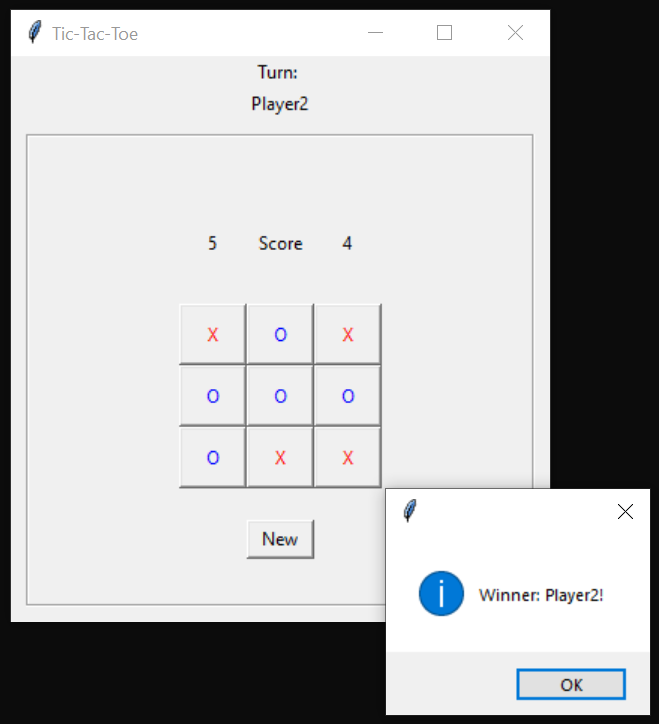 Tic-Tac-Toe
Turn:
Player2
5 Score 4
X O X
O O O
O X X
New
Winner: Player2!
OK